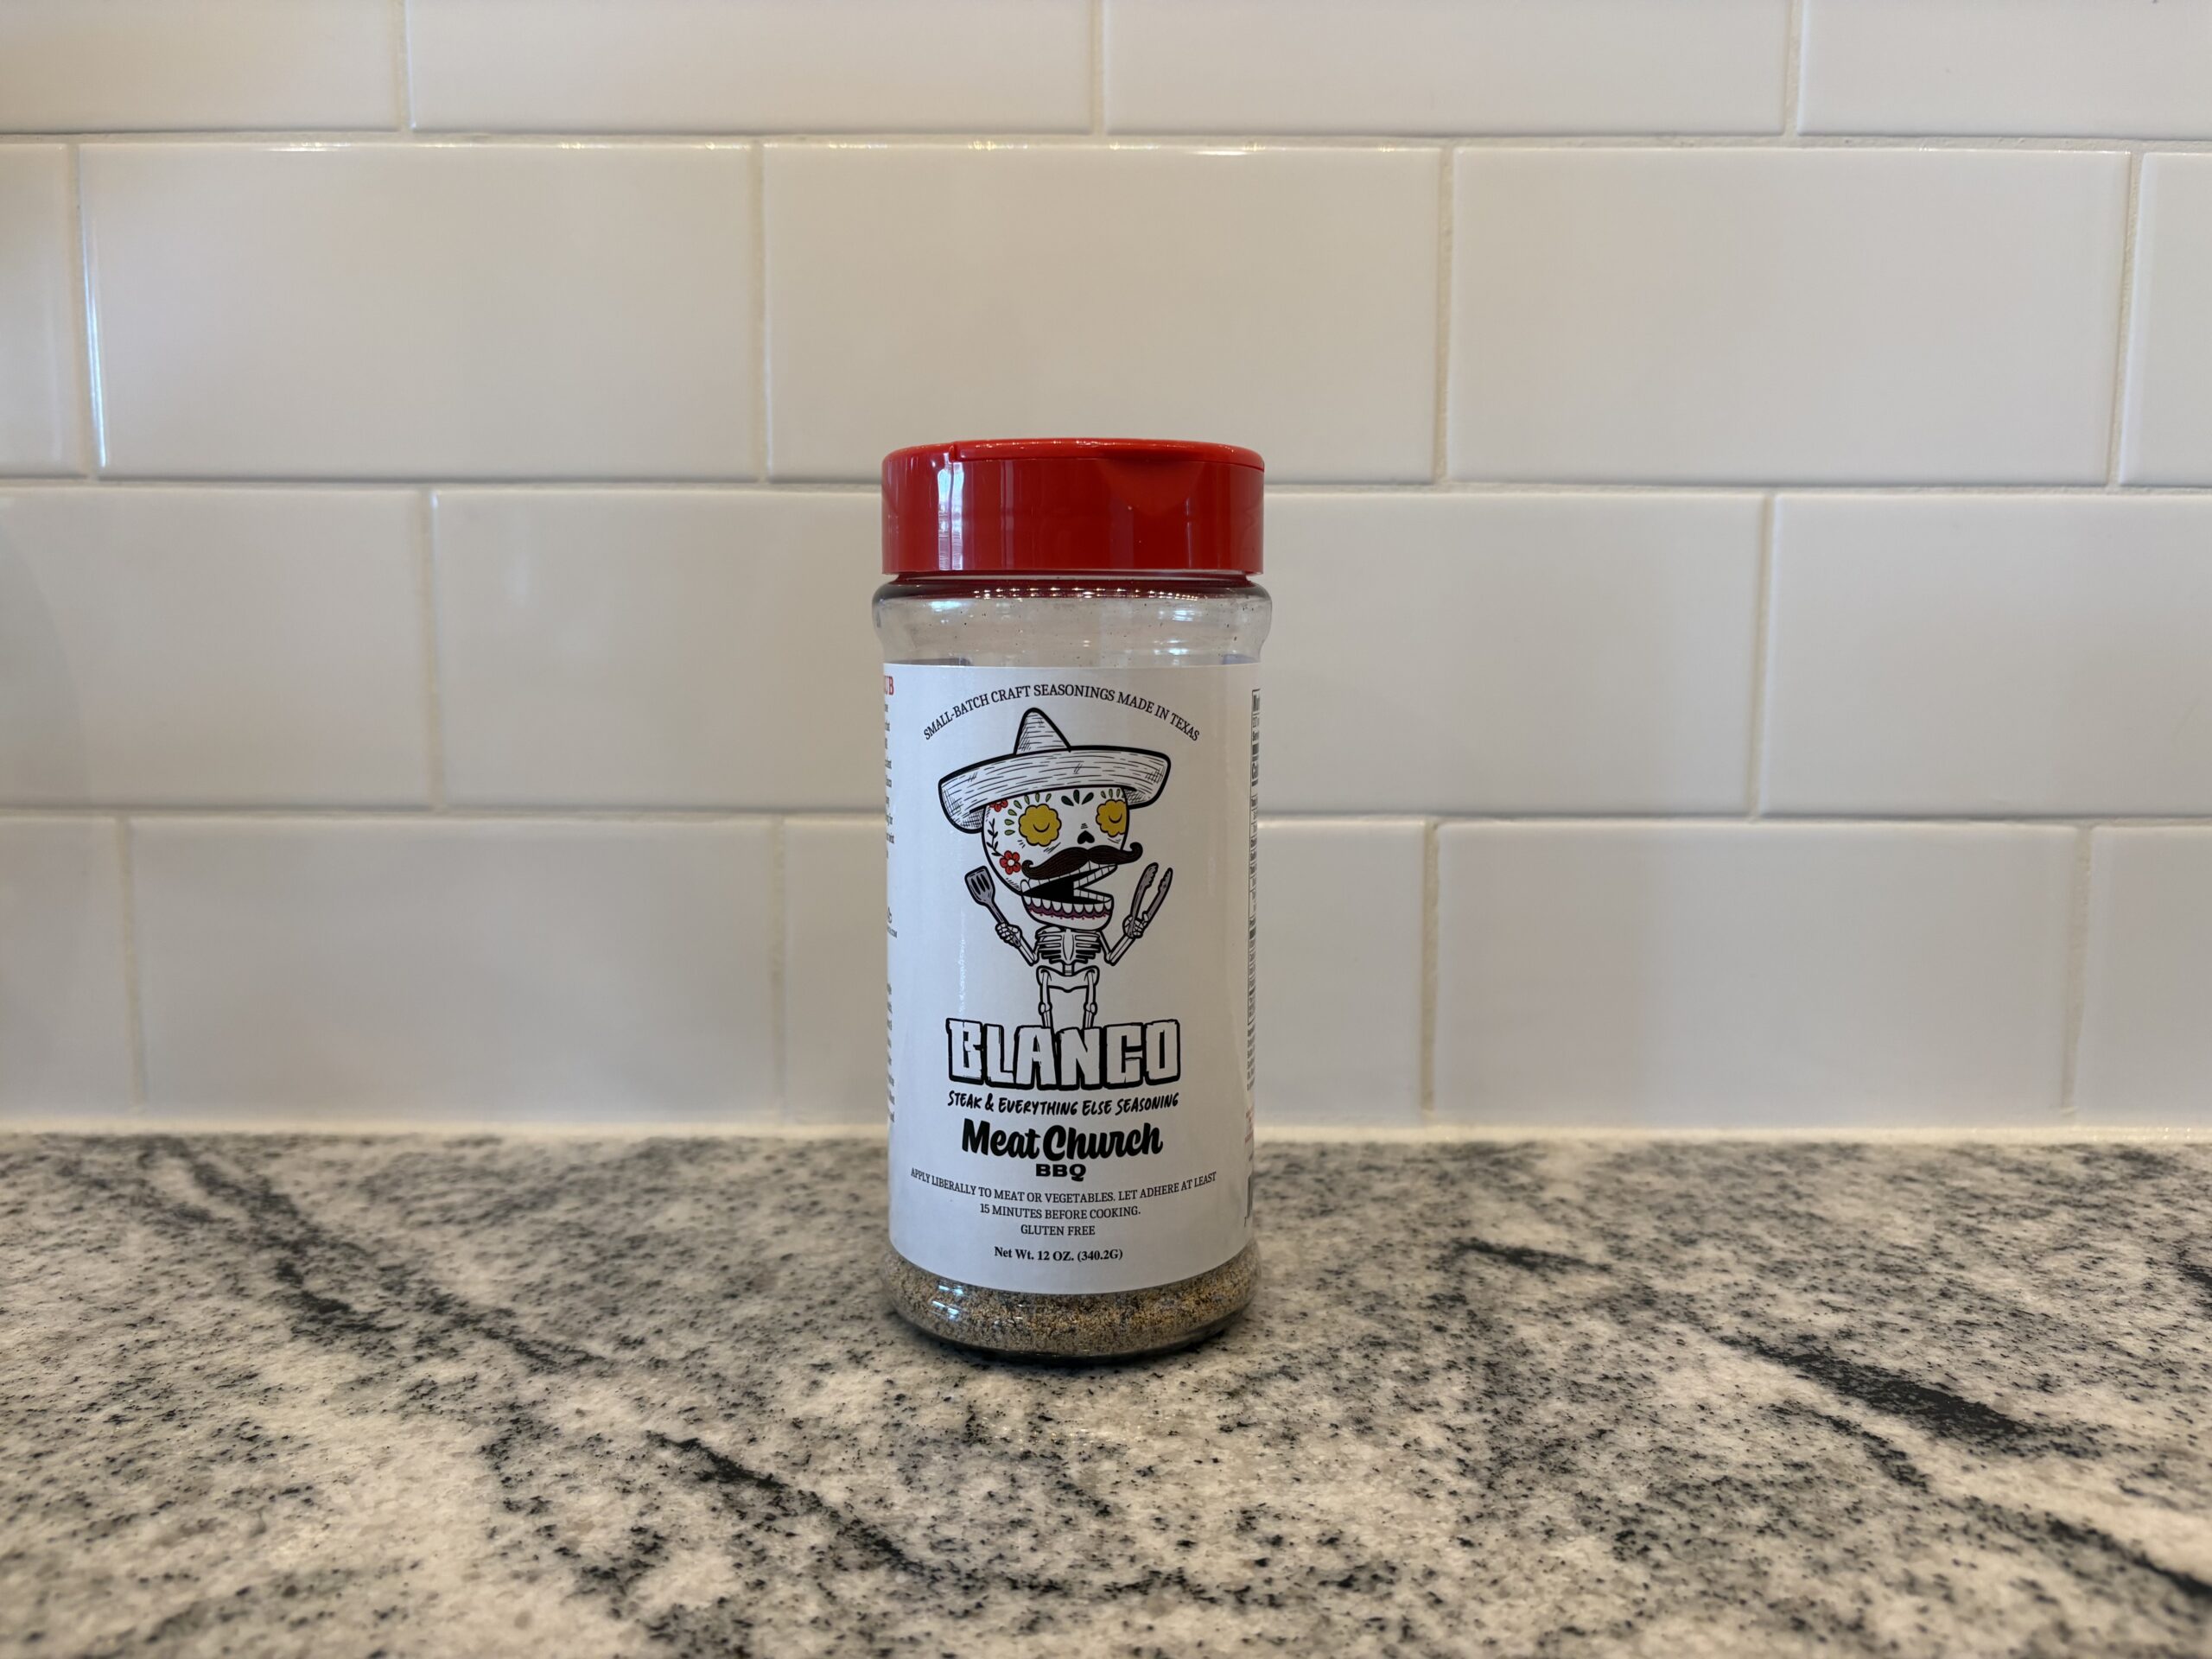 SMALL-BATCH CRAFT SEASONINGS MADE IN TEXAS
BLANCO
STEAK & EVERYTHING ELSE SEASONING
Meat Church
BBQ
APPLY LIBERALLY TO MEAT OR VEGETABLES. LET ADHERE AT LEAST
15 MINUTES BEFORE COOKING.
GLUTEN FREE
Net Wt. 12 OZ. (340.2G)